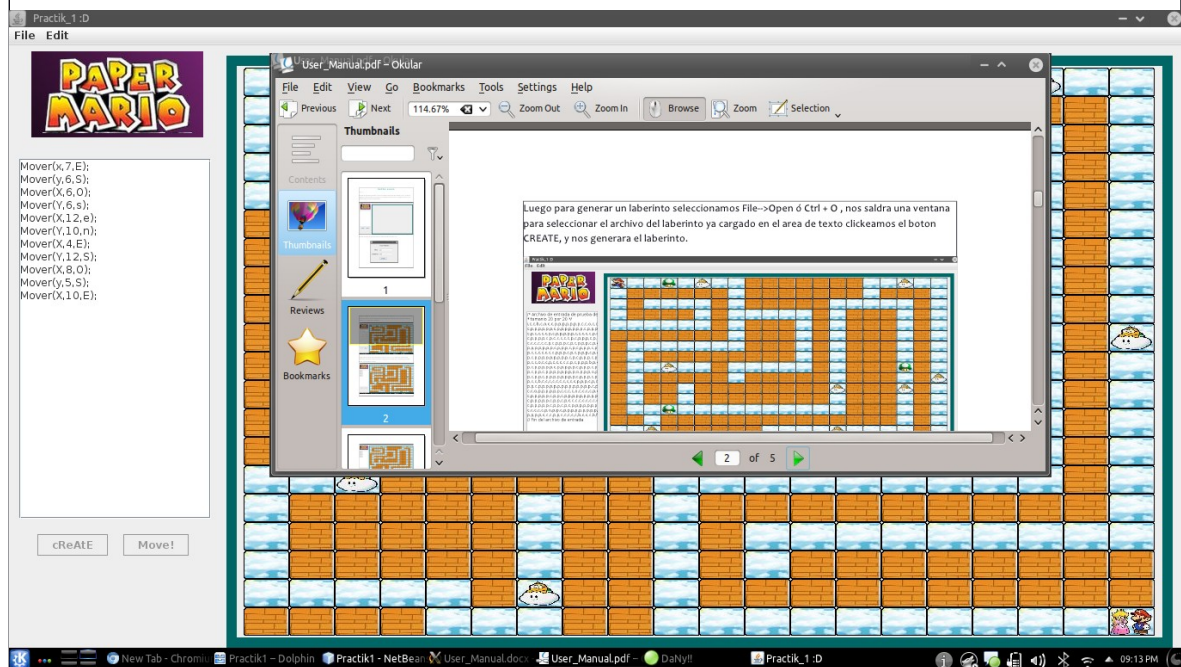 Practik_1 :D
File Edit
PAPER
MARIO
Mover(x,7,E);
Mover(y,6,S);
Mover(X,6,O);
Mover(Y,6,s);
Mover(X,12,e);
Mover(Y,10,n);
Mover(X,4,E);
Mover(Y,12,S);
Mover(X,8,O);
Mover(y,5,S);
Mover(X,10,E);
cReAtE Move!
User_Manual.pdf – Okular
File Edit View Go Bookmarks Tools Settings Help
Previous Next 114.67% Zoom Out Zoom In Browse Zoom Selection
Contents
Thumbnails
Reviews
Bookmarks
Thumbnails
1
2
Luego para generar un laberinto seleccionamos File-->Open ó Ctrl + O , nos saldra una ventana
para seleccionar el archivo del laberinto ya cargado en el area de texto clickeamos el boton
CREATE, y nos generara el laberinto.
PAPER
MARIO
2 of 5
New Tab - Chromiu Practik1 – Dolphin Practik1 - NetBean User_Manual.docx User_Manual.pdf – DaNy!! Practik_1 :D 09:13 PM